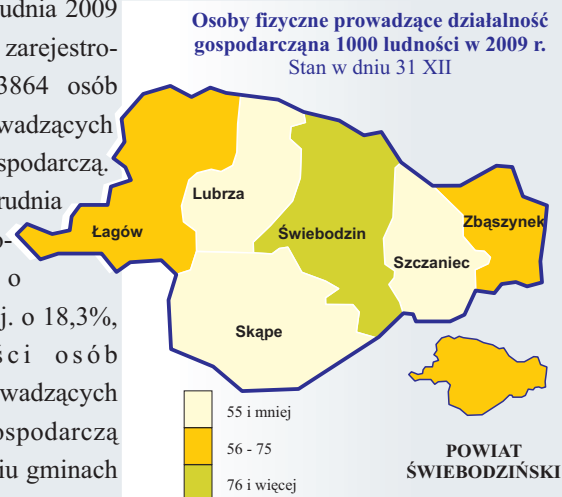 udnia 2009
zarejestro-
3864 osób
wadzących
spodarczą.
rudnia
o-
o
j. o 18,3%,
ści osób
wadzących
ospodarczą
iu gminach
Osoby fizyczne prowadzące działalność
gospodarcząna 1000 ludności w 2009 r.
Stan w dniu 31 XII
Lubrza
Łagów
Świebodzin
Zbąszynek
Szczaniec
Skąpe
55 i mniej
56 - 75
76 i więcej
POWIAT
ŚWIEBODZIŃSKI